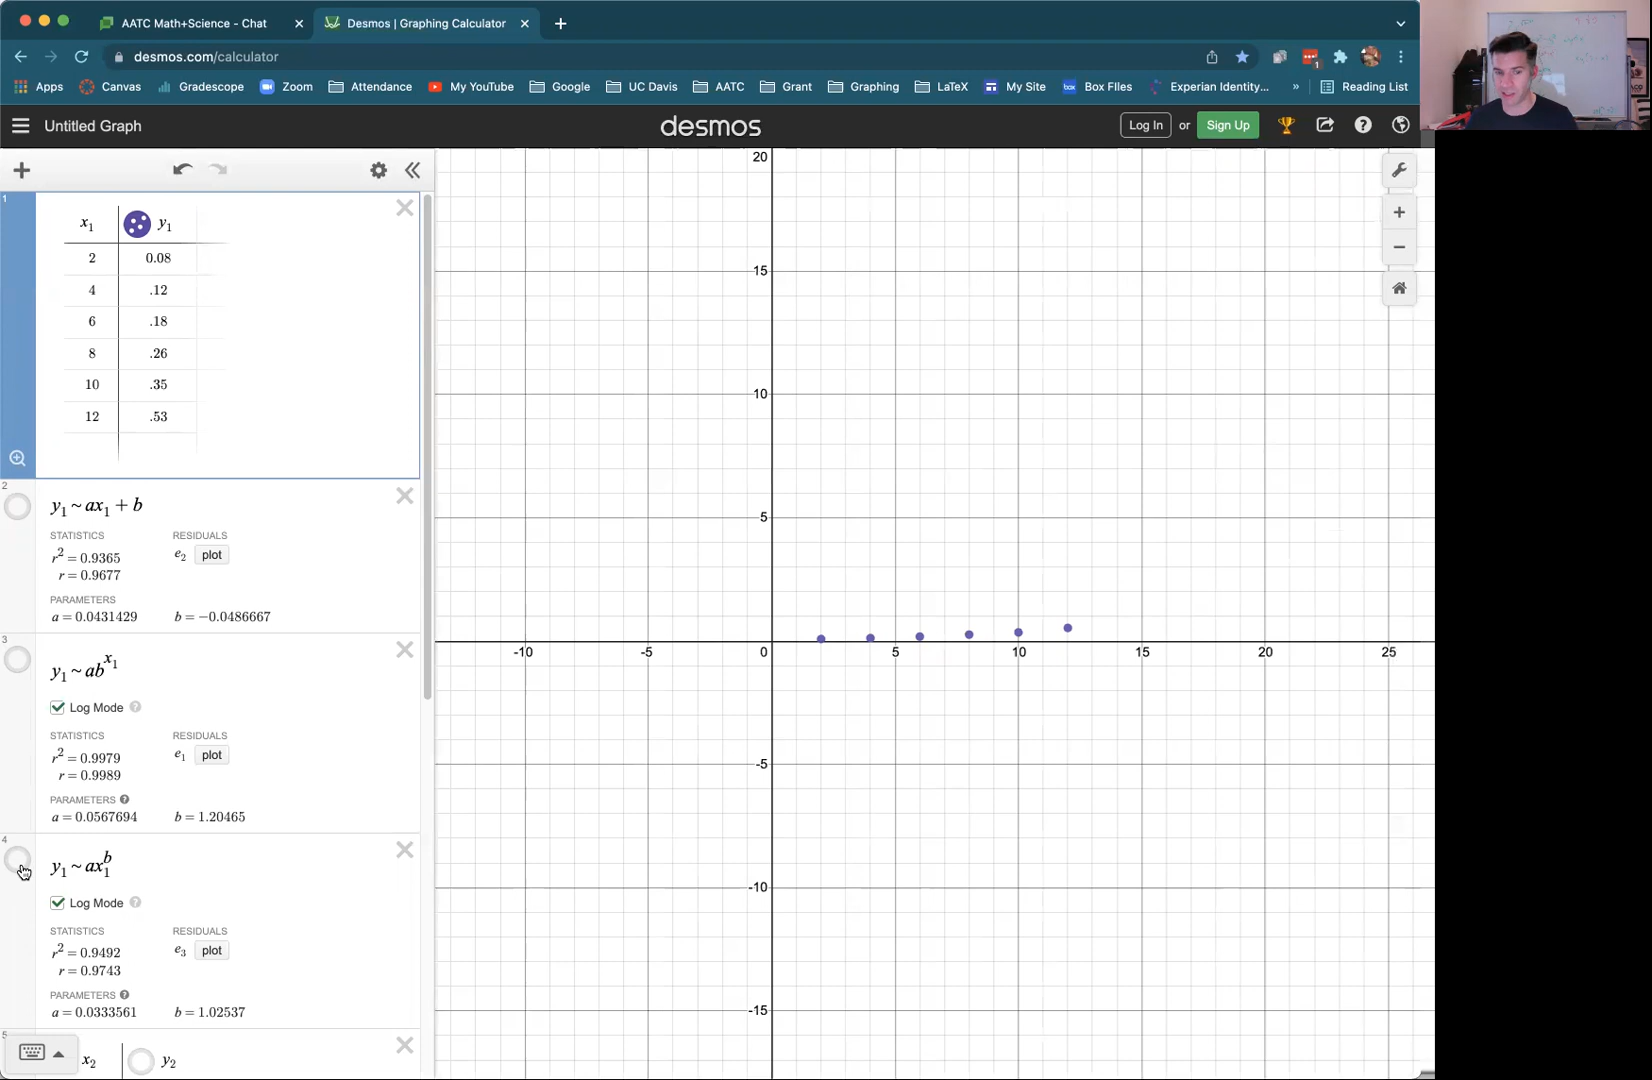 AATC Math+Science - Chat
Desmos | Graphing Calculator
desmos.com/calculator
1
Apps Canvas Gradescope Zoom Attendance My YouTube Google UC Davis AATC Grant Graphing LaTeX My Site Box FIles Experian Identity... » Reading List
Untitled Graph
desmos
Log In or Sign Up
1
x₁ y₁
2 0.08
4 .12
6 .18
8 .26
10 .35
12 .53
2
y₁ ~ ax₁ + b
STATISTICS RESIDUALS
r² = 0.9365 e₂ plot
r = 0.9677
PARAMETERS
a = 0.0431429 b = −0.0486667
3
y₁ ~ ab^x₁
Log Mode ?
STATISTICS RESIDUALS
r² = 0.9979 e₁ plot
r = 0.9989
PARAMETERS ?
a = 0.0567694 b = 1.20465
4
y₁ ~ ax₁^b
Log Mode ?
STATISTICS RESIDUALS
r² = 0.9492 e₃ plot
r = 0.9743
PARAMETERS ?
a = 0.0333561 b = 1.02537
5
x₂ y₂
20
15
10
5
-10 -5 0 5 10 15 20 25
-5
-10
-15